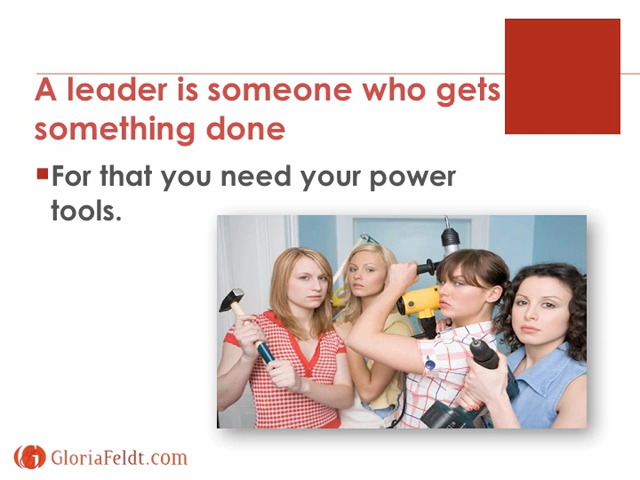 A leader is someone who gets
something done
For that you need your power
tools.
GloriaFeldt.com